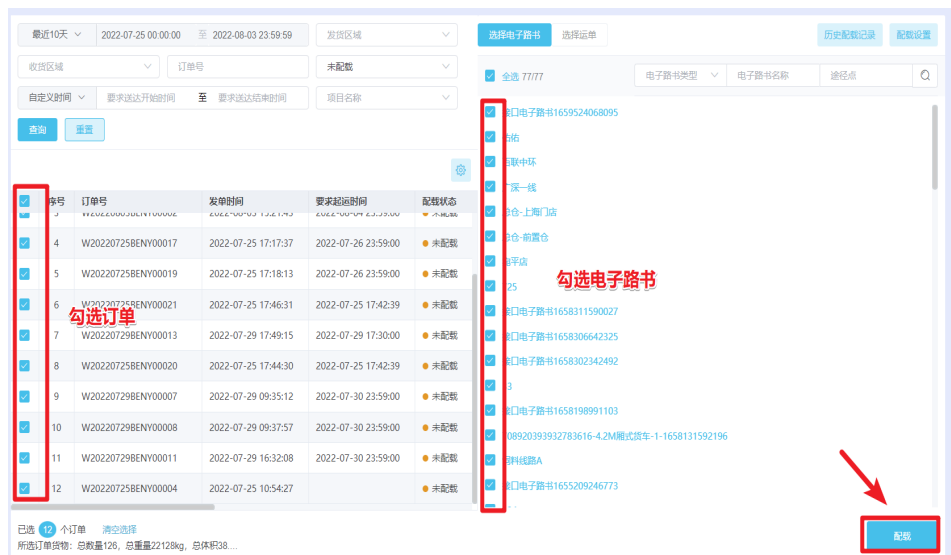 最近10天 2022-07-25 00:00:00 至 2022-08-03 23:59:59 发货区域
收货区域 订单号 未配载
自定义时间 要求送达开始时间 至 要求送达结束时间 项目名称
查询 重置
序号 订单号 发单时间 要求起运时间 配载状态
4 W20220725BENY00017 2022-07-25 17:17:37 2022-07-26 23:59:00 未配载
5 W20220725BENY00019 2022-07-25 17:18:13 2022-07-26 23:59:00 未配载
6 W20220725BENY00021 2022-07-25 17:46:31 2022-07-25 17:42:39 未配载
勾选订单
7 W20220729BENY00013 2022-07-29 17:49:15 2022-07-29 17:30:00 未配载
8 W20220725BENY00020 2022-07-25 17:44:30 2022-07-25 17:42:39 未配载
9 W20220729BENY00007 2022-07-29 09:35:12 2022-07-30 23:59:00 未配载
10 W20220729BENY00008 2022-07-29 09:37:57 2022-07-30 23:59:00 未配载
11 W20220729BENY00011 2022-07-29 16:32:08 2022-07-30 23:59:00 未配载
12 W20220725BENY00004 2022-07-25 10:54:27 未配载
已选 12 个订单 清空选择
所选订单货物：总数量126，总重量22128kg，总体积38....
选择电子路书 选择运单 历史配载记录 配载设置
全选 77/77 电子路书类型 电子路书名称 途径点
接口电子路书1659524068095
佑
百联中环
广深一线
总仓-上海门店
总仓-前置仓
平店
25
勾选电子路书
接口电子路书1658311590027
接口电子路书1658306642325
接口电子路书1658302342492
3
接口电子路书1658198991103
08920393932783616-4.2M厢式货车-1-1658131592196
料线路A
接口电子路书1655209246773
配载